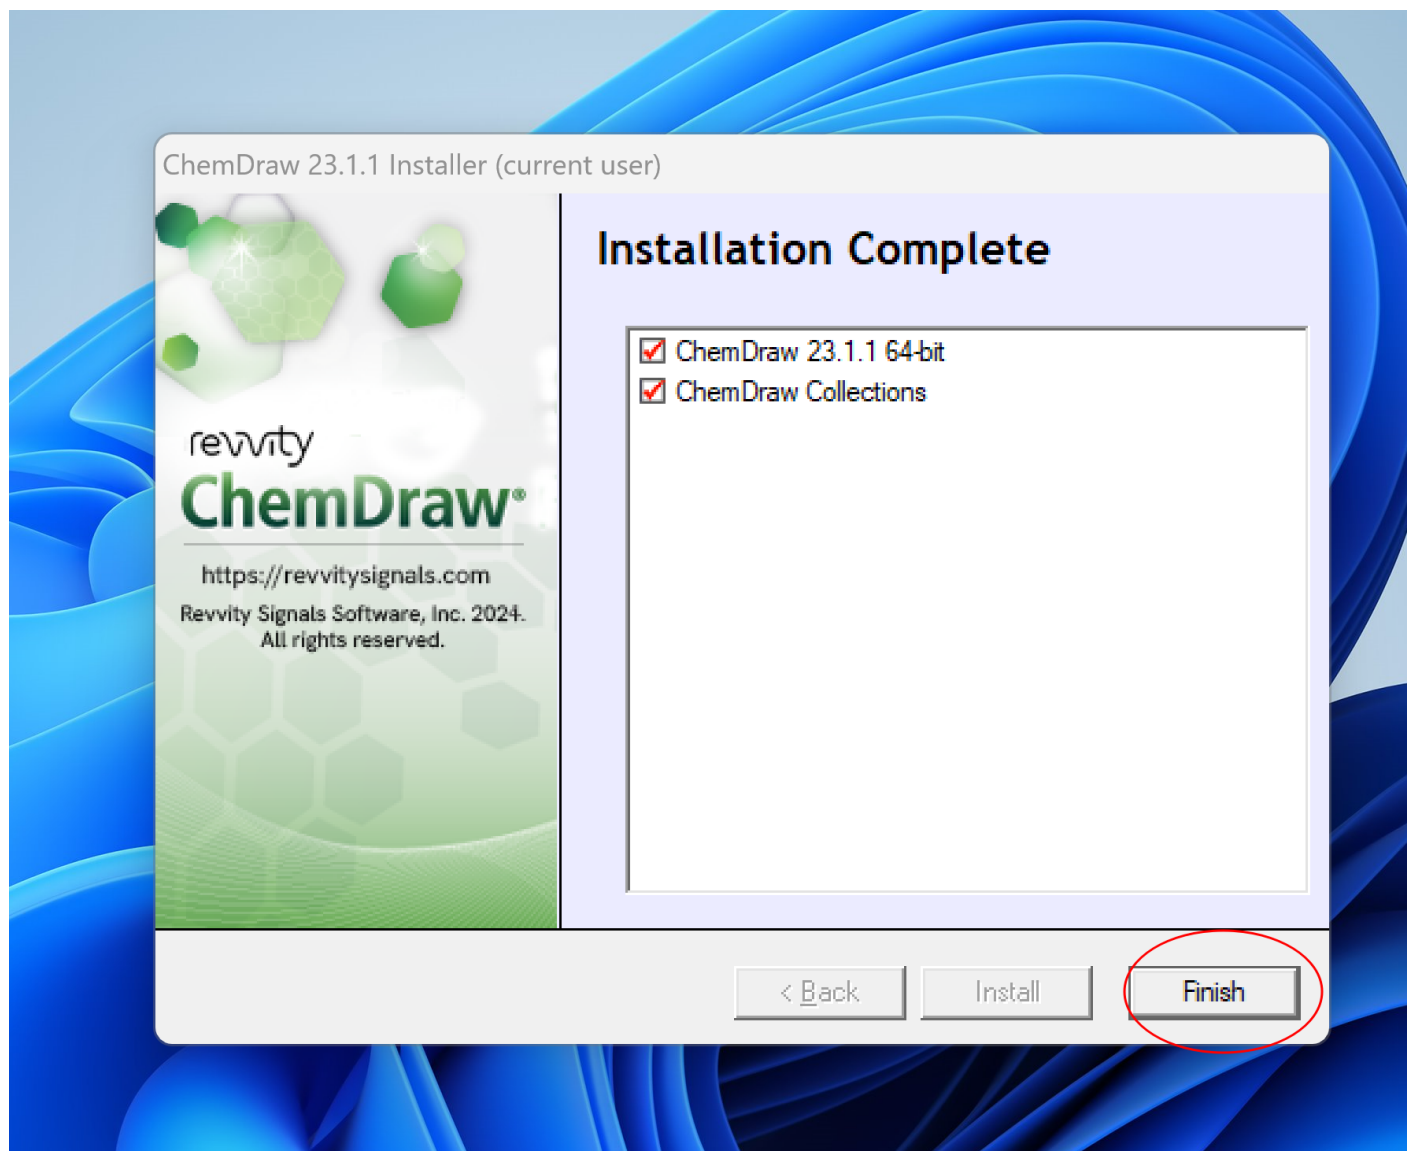 ChemDraw 23.1.1 Installer (current user)
revvity
ChemDraw®
https://revvitysignals.com
Revvity Signals Software, Inc. 2024.
All rights reserved.
Installation Complete
ChemDraw 23.1.1 64-bit
ChemDraw Collections
< Back
Install
Finish